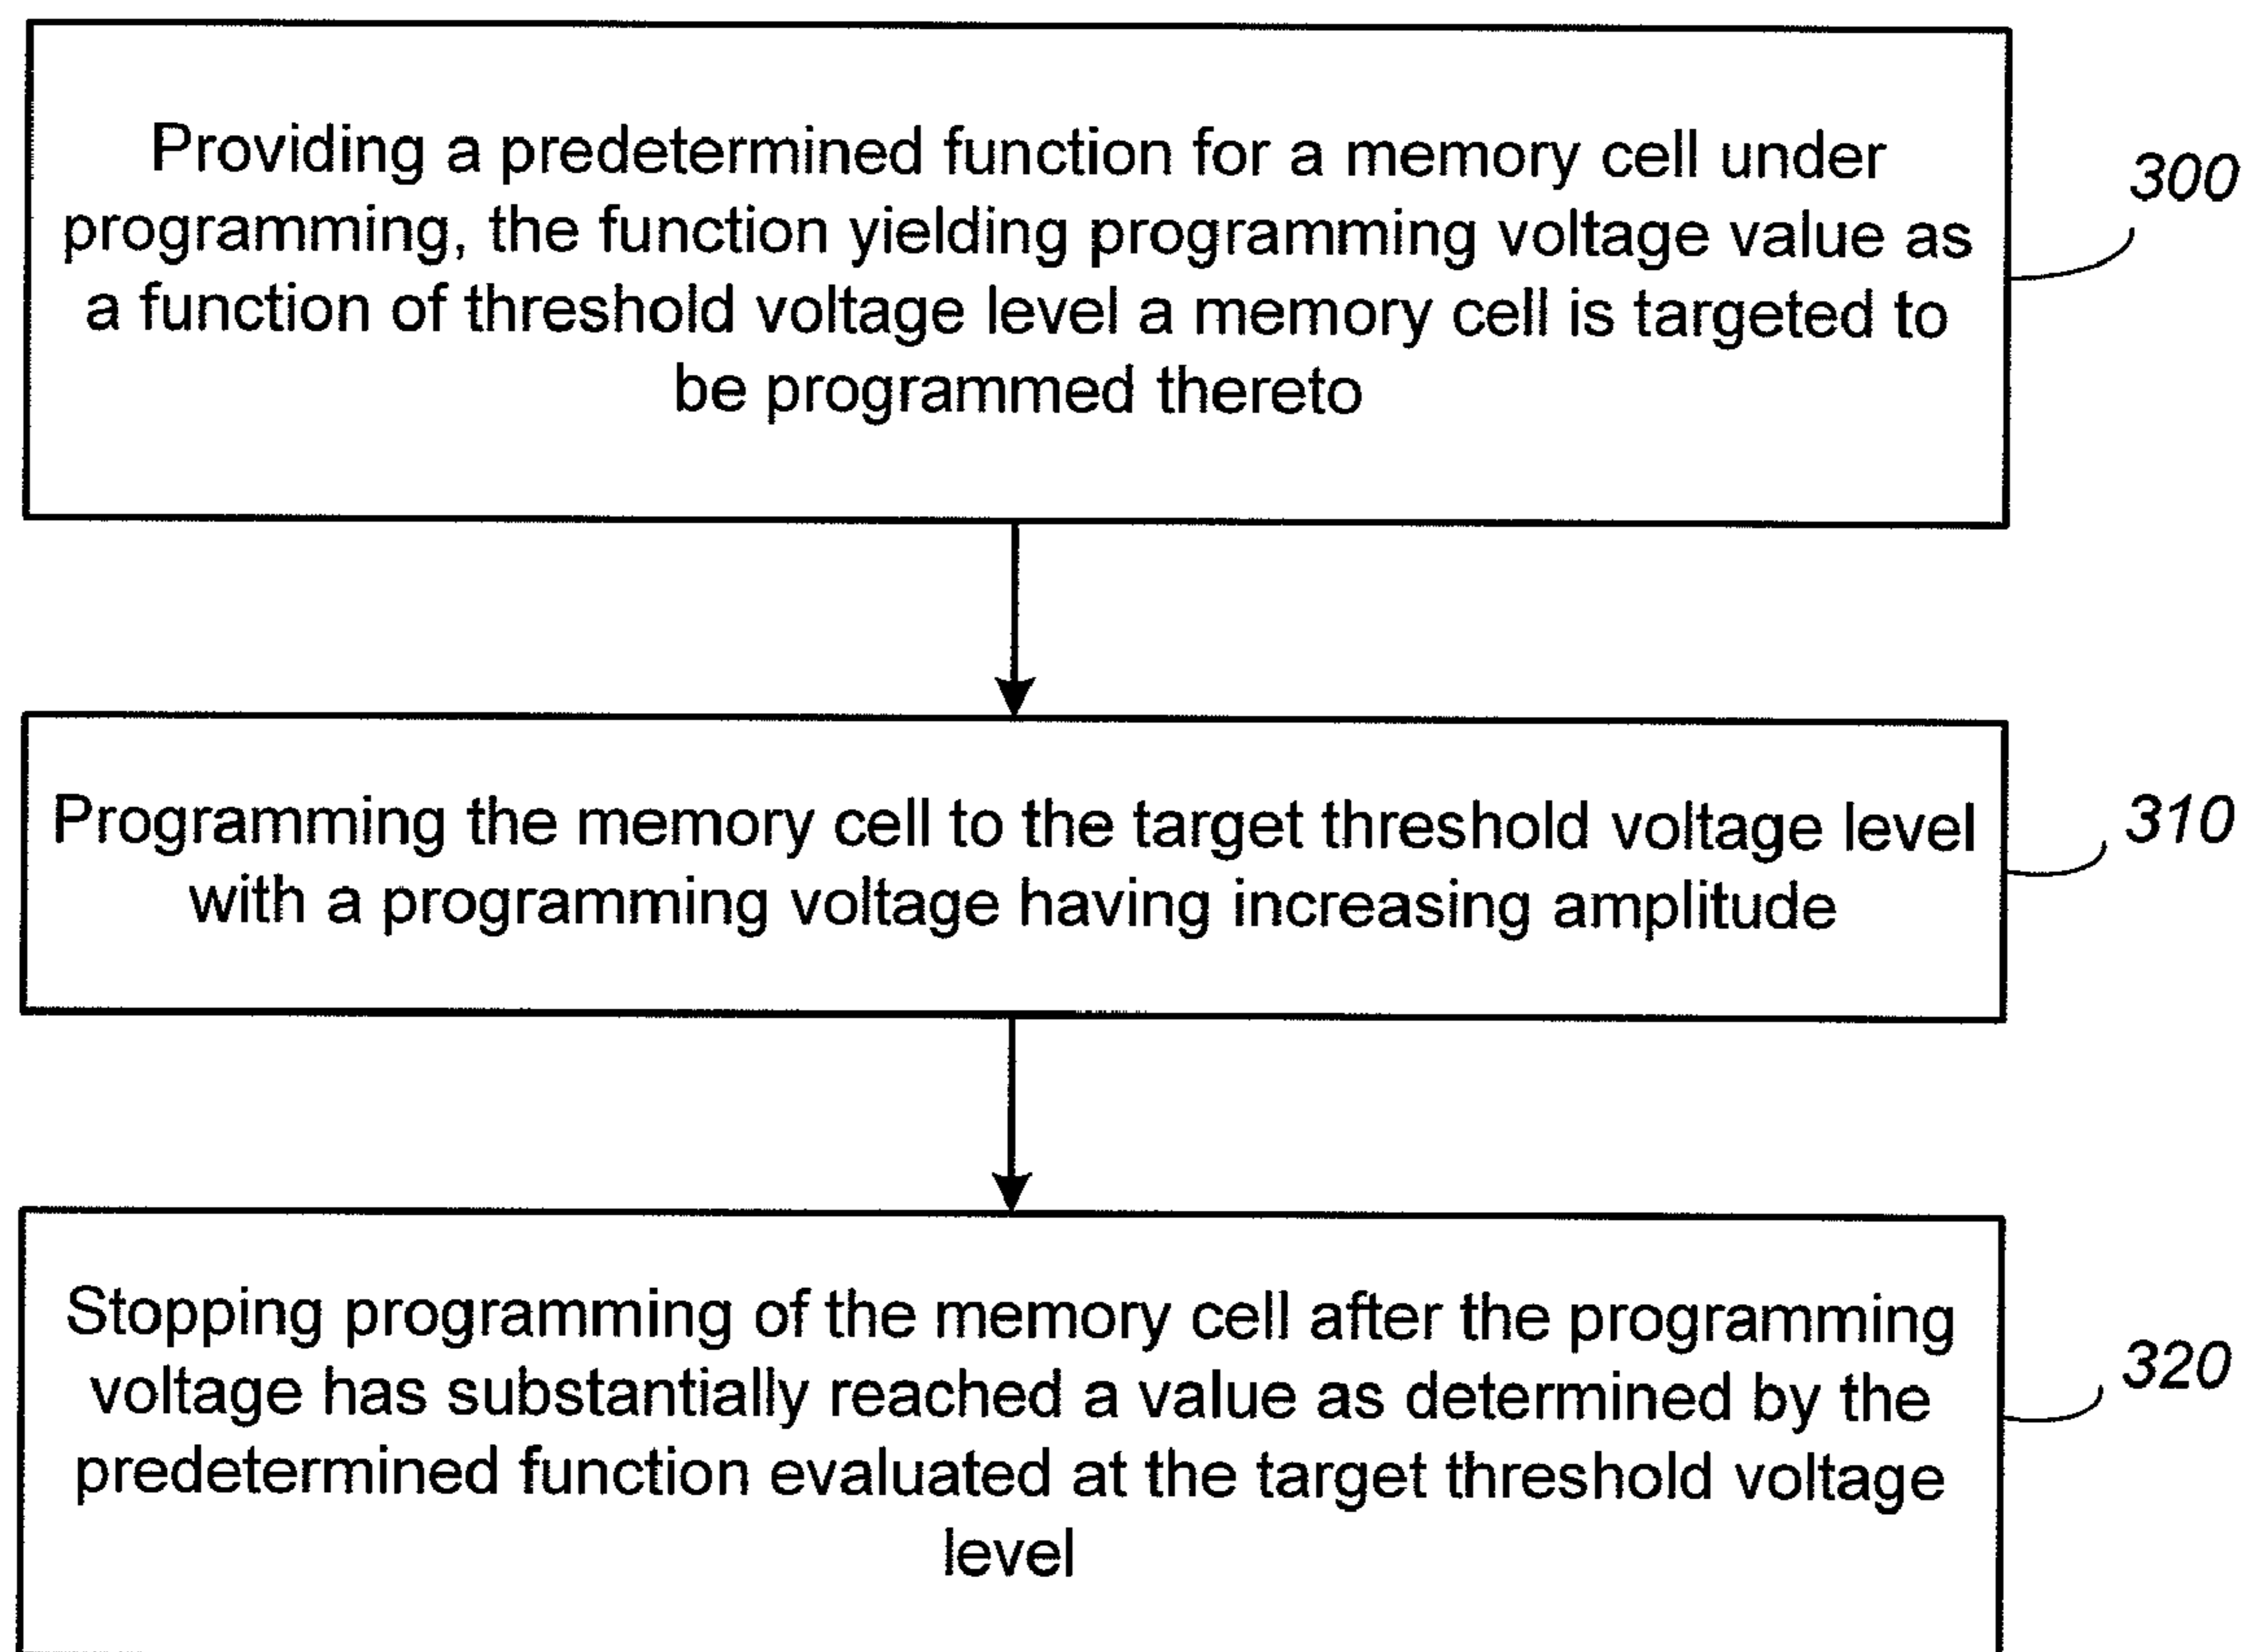 Providing a predetermined function for a memory cell under
programming, the function yielding programming voltage value as
a function of threshold voltage level a memory cell is targeted to
be programmed thereto
300
Programming the memory cell to the target threshold voltage level
with a programming voltage having increasing amplitude
310
Stopping programming of the memory cell after the programming
voltage has substantially reached a value as determined by the
predetermined function evaluated at the target threshold voltage
level
320